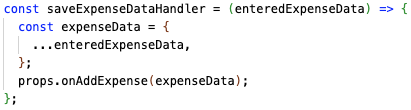 const saveExpenseDataHandler = (enteredExpenseData) => {
  const expenseData = {
    ...enteredExpenseData,
  };
  props.onAddExpense(expenseData);
};